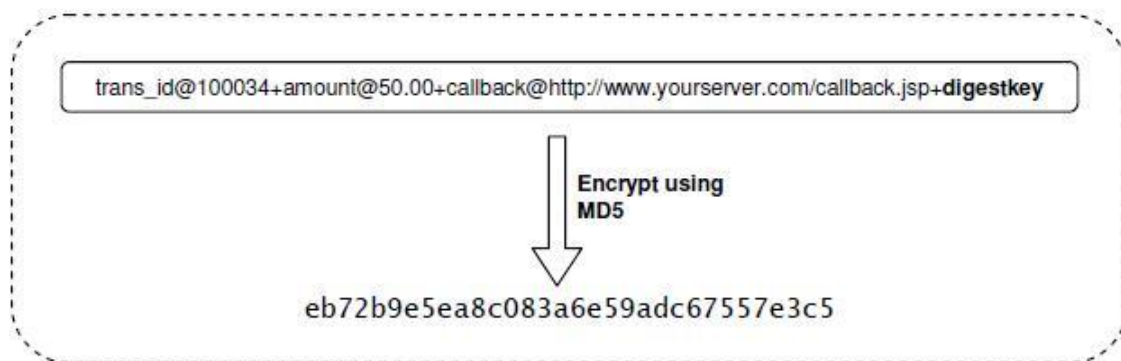 trans_id@100034+amount@50.00+callback@http://www.yourserver.com/callback.jsp+digestkey
Encrypt using
MD5
eb72b9e5ea8c083a6e59adc67557e3c5